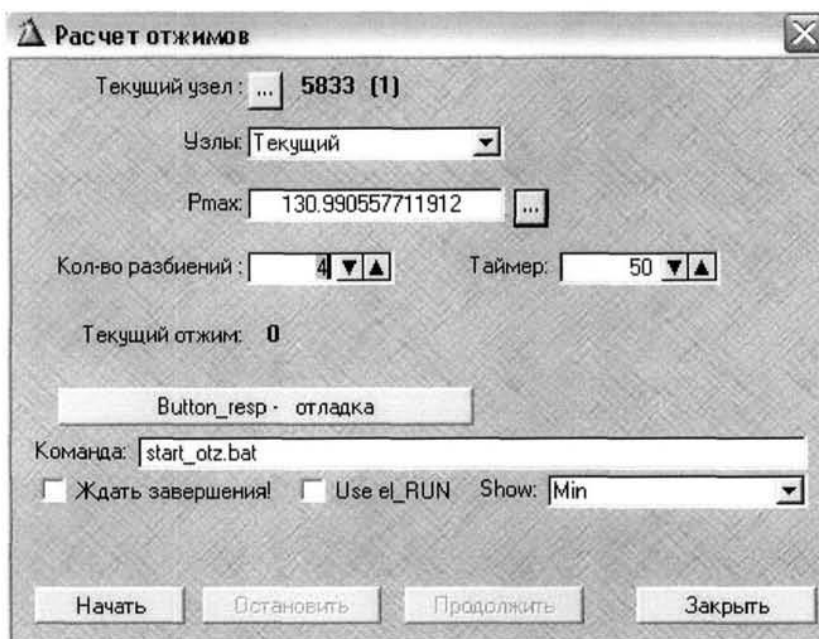 Расчет отжимов
Текущий узел : ... 5833 (1)
Узлы: Текущий
Pmax: 130.990557711912 ...
Кол-во разбиений : 4 Таймер: 50
Текущий отжим: 0
Button_resp - отладка
Команда: start_otz.bat
Ждать завершения! Use el_RUN Show: Min
Начать Остановить Продолжить Закрыть